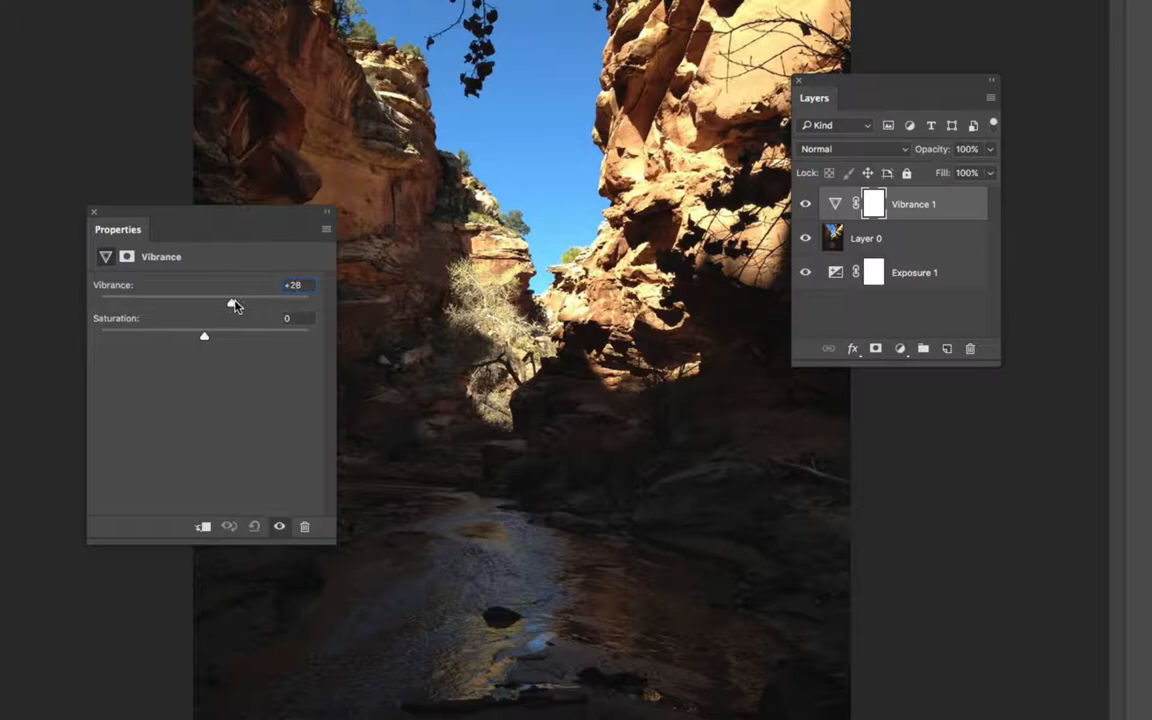 Layers
Kind
Normal Opacity: 100%
Lock: Fill: 100%
Vibrance 1
Layer 0
Exposure 1
Properties
Vibrance
Vibrance: +28
Saturation: 0